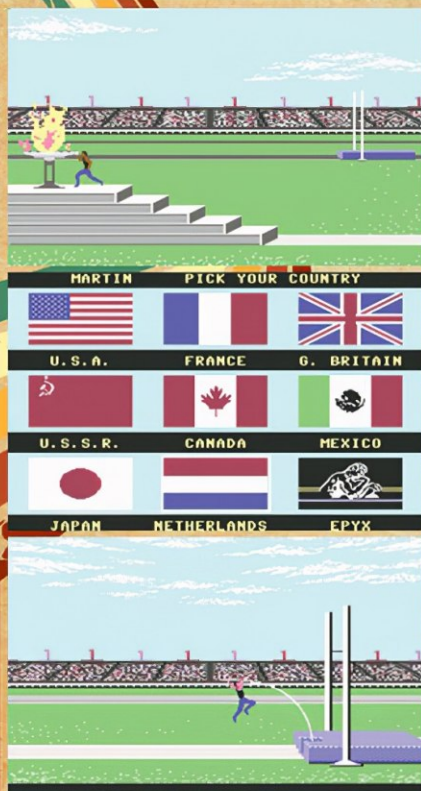 MARTIN PICK YOUR COUNTRY
U.S.A. FRANCE G. BRITAIN
U.S.S.R. CANADA MEXICO
JAPAN NETHERLANDS EPYX